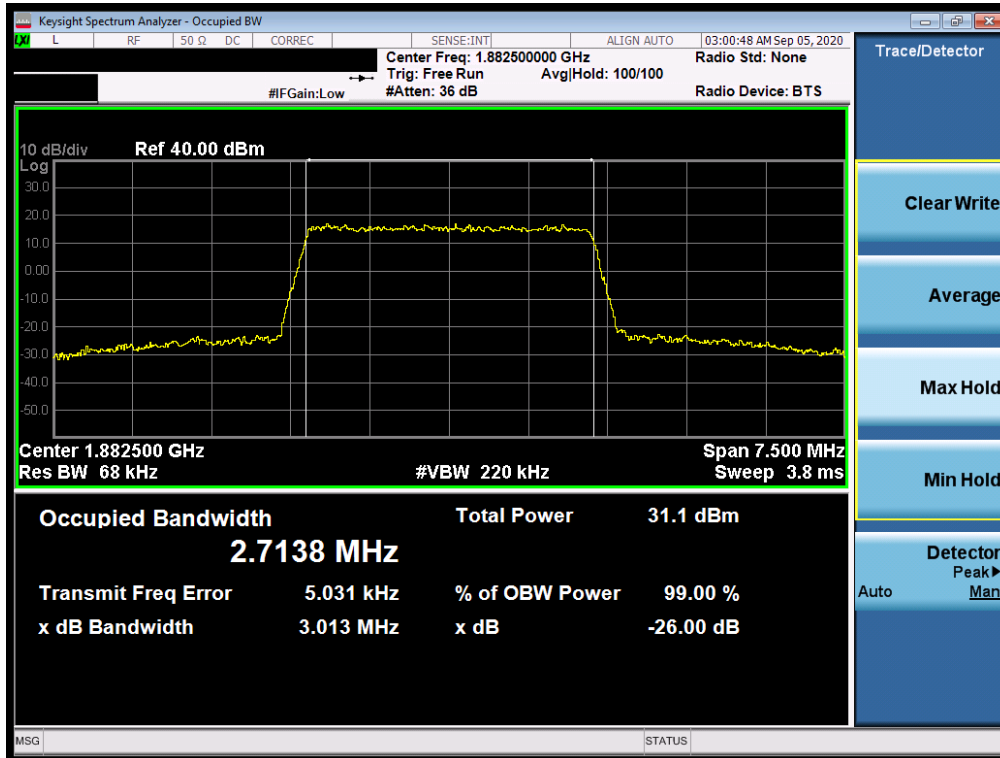 Keysight Spectrum Analyzer - Occupied BW
LXI L RF 50 Ω DC CORREC SENSE:INT ALIGN AUTO 03:00:48 AM Sep 05, 2020
Center Freq: 1.882500000 GHz Radio Std: None
Trig: Free Run Avg|Hold: 100/100
#IFGain:Low #Atten: 36 dB Radio Device: BTS
10 dB/div Ref 40.00 dBm
Log
30.0
20.0
10.0
0.00
-10.0
-20.0
-30.0
-40.0
-50.0
Center 1.882500 GHz Span 7.500 MHz
Res BW 68 kHz #VBW 220 kHz Sweep 3.8 ms
Occupied Bandwidth Total Power 31.1 dBm
2.7138 MHz
Transmit Freq Error 5.031 kHz % of OBW Power 99.00 %
x dB Bandwidth 3.013 MHz x dB -26.00 dB
MSG STATUS
Trace/Detector
Clear Write
Average
Max Hold
Min Hold
Detector
Peak
Auto Man